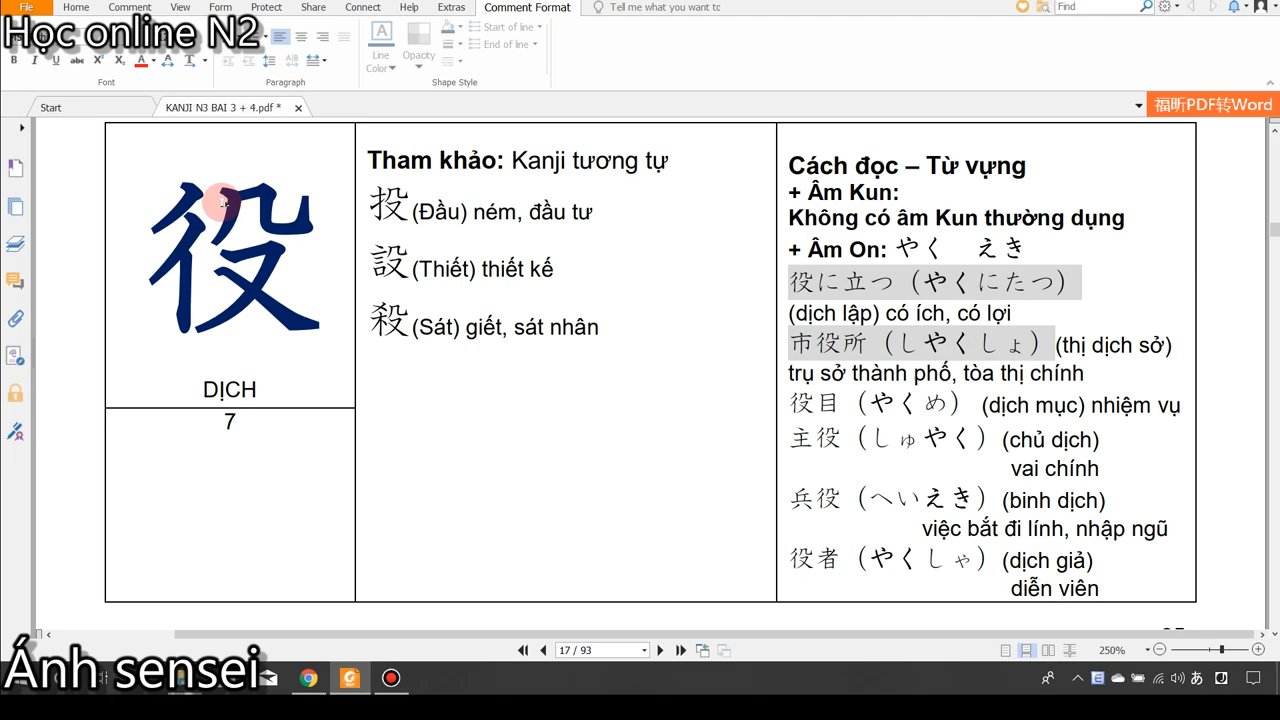 File Home Comment View Form Protect Share Connect Help Extras Comment Format Tell me what you want to Find
Học online N2
Line Color Opacity Start of line End of line
Font Paragraph Shape Style
Start KANJI N3 BAI 3 + 4.pdf * 福昕PDF转Word
役
DỊCH
7
Tham khảo: Kanji tương tự
投(Đầu) ném, đầu tư
設(Thiết) thiết kế
殺(Sát) giết, sát nhân
Cách đọc – Từ vựng
+ Âm Kun:
Không có âm Kun thường dụng
+ Âm On: やく えき
役に立つ（やくにたつ）
(dịch lập) có ích, có lợi
市役所（しやくしょ）(thị dịch sở)
trụ sở thành phố, tòa thị chính
役目（やくめ） (dịch mục) nhiệm vụ
主役（しゅやく） (chủ dịch)
vai chính
兵役（へいえき） (binh dịch)
việc bắt đi lính, nhập ngũ
役者（やくしゃ） (dịch giả)
diễn viên
17 / 93 250%
Ánh sensei
あ